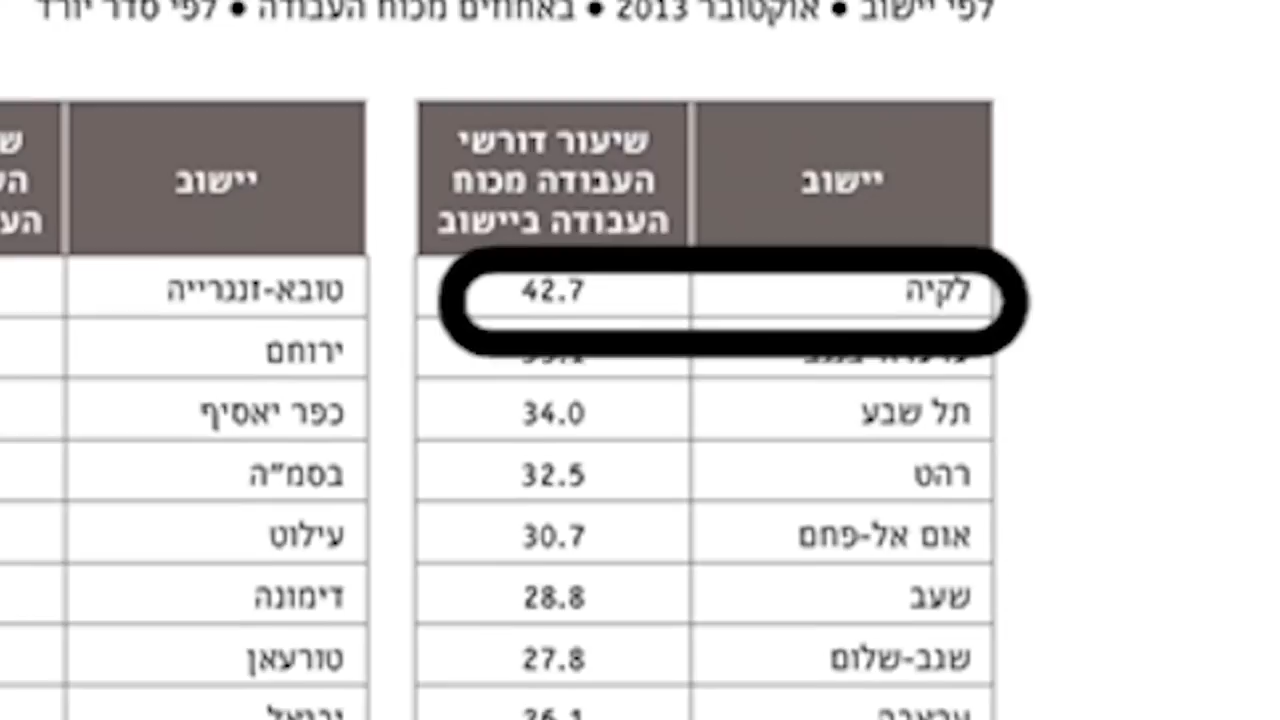 לפי יישוב • אוקטובר 2013 • באחוזים מכוח העבודה • לפי סדר יורד
יישוב
שיעור דורשי
העבודה מכוח
העבודה ביישוב
לקיה 42.7
תל שבע 34.0
רהט 32.5
אום אל-פחם 30.7
שעב 28.8
שגב-שלום 27.8
יישוב
טובא-זנגרייה
ירוחם
כפר יאסיף
בסמ"ה
עילוט
דימונה
טורעאן